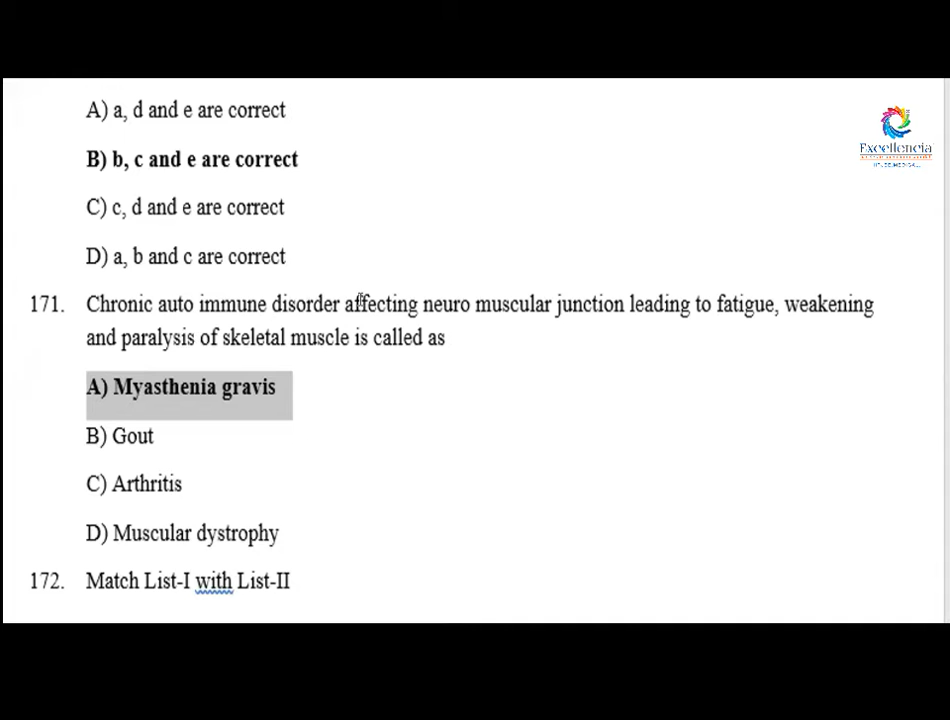 A) a, d and e are correct
Excellencia
B) b, c and e are correct
C) c, d and e are correct
D) a, b and c are correct
171. Chronic auto immune disorder affecting neuro muscular junction leading to fatigue, weakening
and paralysis of skeletal muscle is called as
A) Myasthenia gravis
B) Gout
C) Arthritis
D) Muscular dystrophy
172. Match List-I with List-II